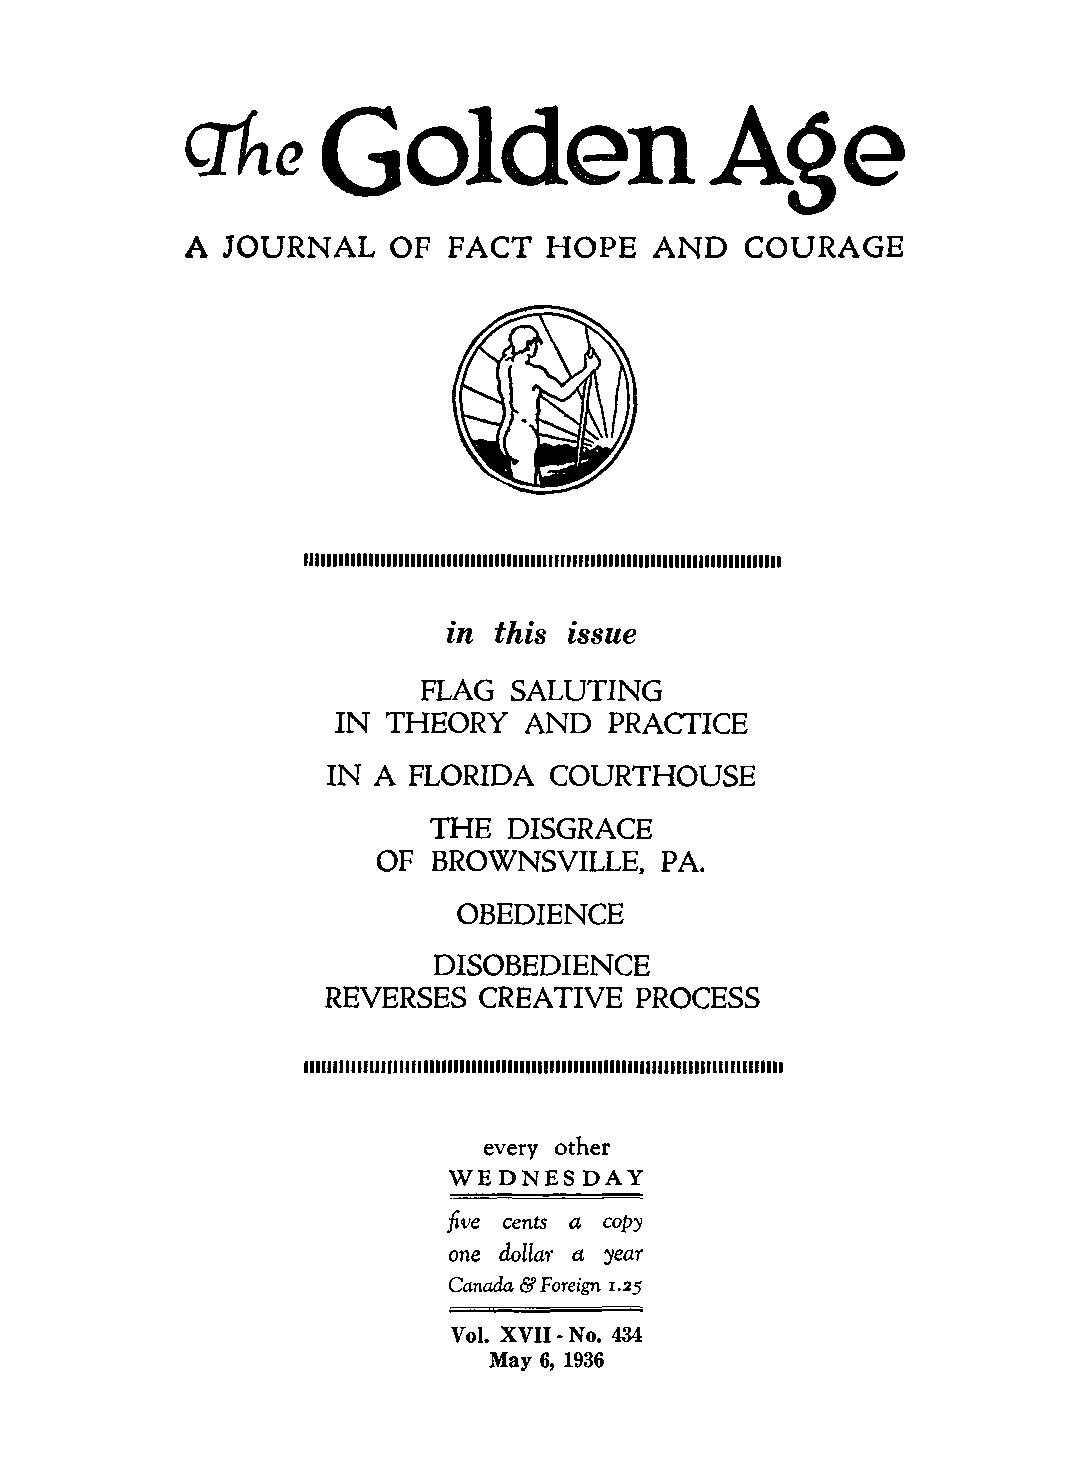 The Golden Age
A JOURNAL OF FACT HOPE AND COURAGE
in this issue
FLAG SALUTING
IN THEORY AND PRACTICE
IN A FLORIDA COURTHOUSE
THE DISGRACE
OF BROWNSVILLE, PA.
OBEDIENCE
DISOBEDIENCE
REVERSES CREATIVE PROCESS
every other
WEDNESDAY
five cents a copy
one dollar a year
Canada & Foreign 1.25
Vol. XVII - No. 434
May 6, 1936